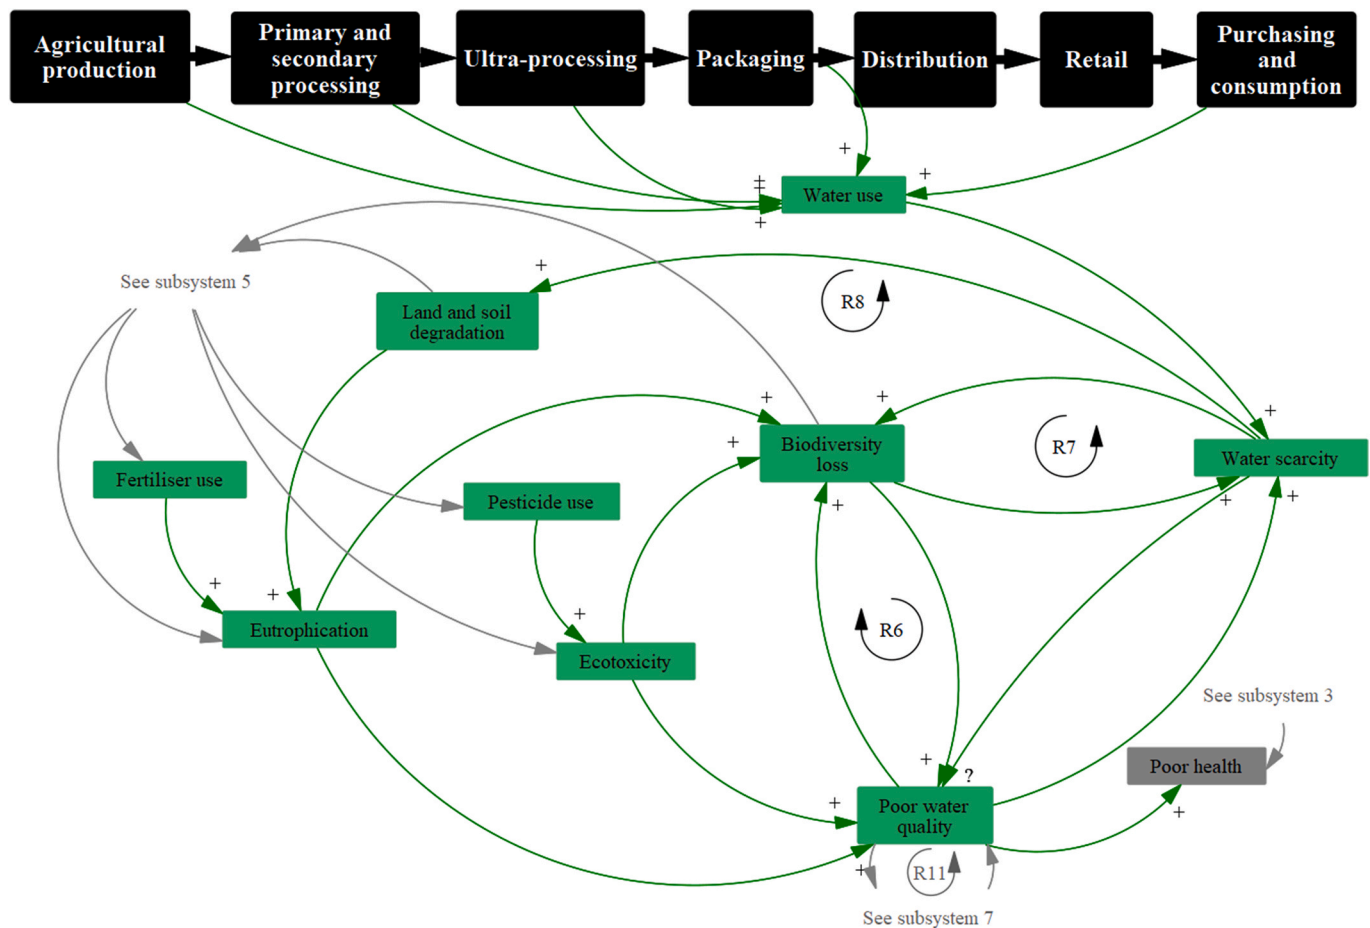 Agricultural
production
Primary and
secondary
processing
Ultra-processing
Packaging
Distribution
Retail
Purchasing
and
consumption
+
+
+
+
+
Water use
See subsystem 5
+
Land and soil
degradation
R8
+
+
+
+
Biodiversity
loss
R7
Water scarcity
Fertiliser use
Pesticide use
+
+
+
+
+
+
Eutrophication
R6
Ecotoxicity
See subsystem 3
+
?
Poor health
+
Poor water
quality
+
+
R11
See subsystem 7